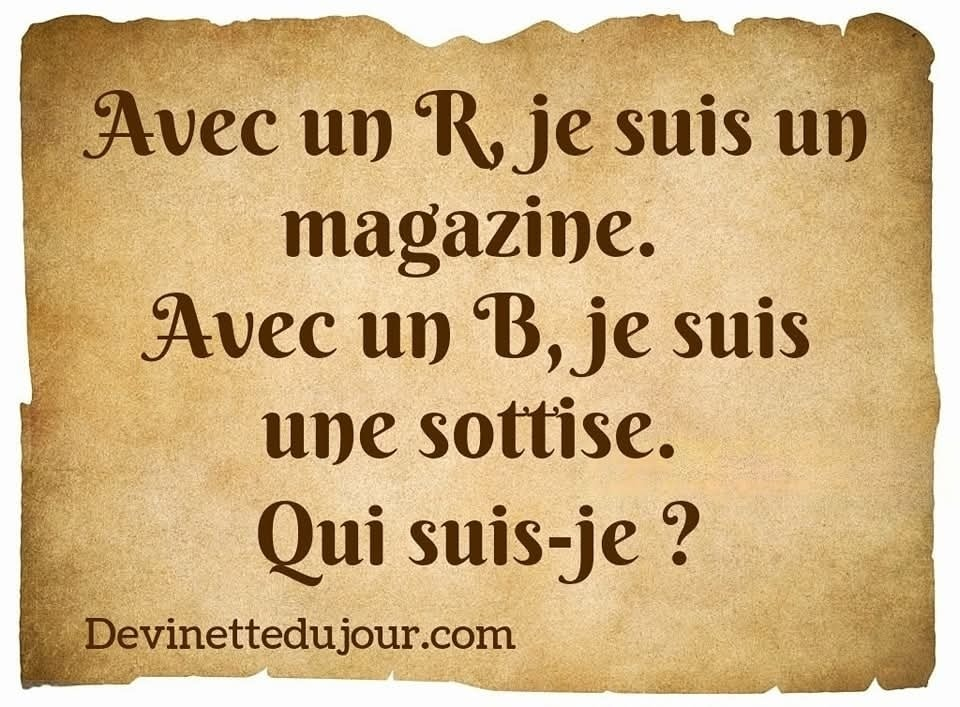 Avec un R, je suis un
magazine.
Avec un B, je suis
une sottise.
Qui suis-je ?
Devinettedujour.com